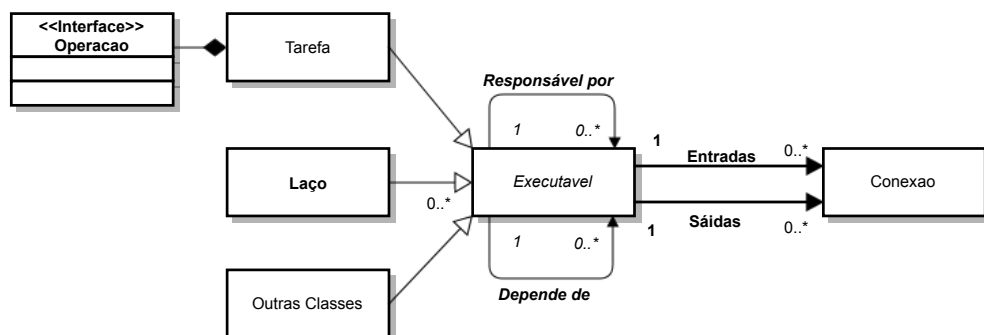 <<Interface>>
Operacao
Tarefa
Responsável por
1
0..*
Laço
0..*
Executavel
1
Entradas
0..*
Conexao
1
Sáidas
0..*
1
0..*
Depende de
Outras Classes